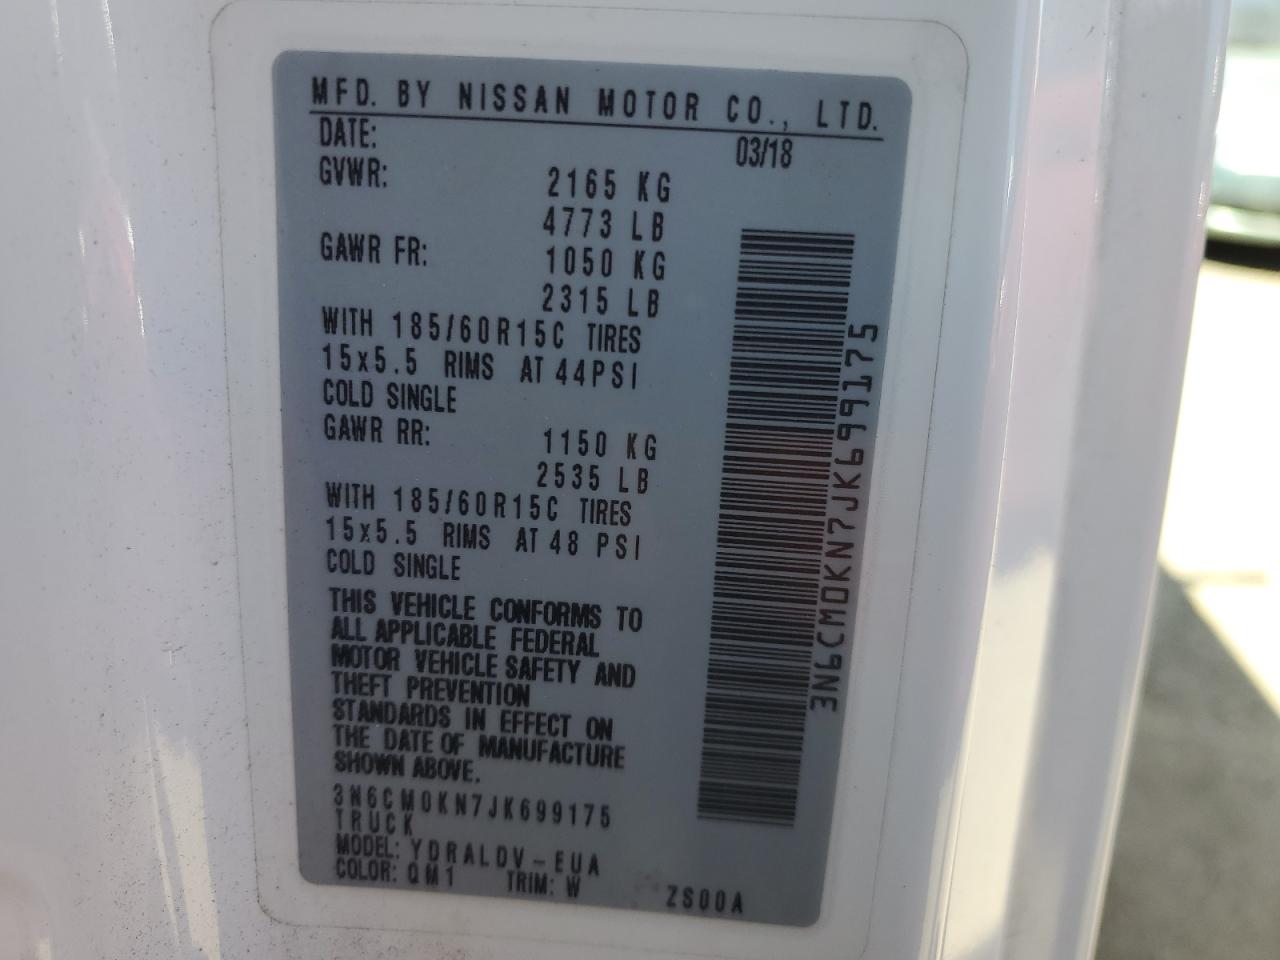 MFD. BY NISSAN MOTOR CO., LTD.
DATE: 03/18
GVWR: 2165 KG
4773 LB
GAWR FR: 1050 KG
2315 LB
WITH 185/60R15C TIRES
15x5.5 RIMS AT 44PSI
COLD SINGLE
GAWR RR: 1150 KG
2535 LB
WITH 185/60R15C TIRES
15x5.5 RIMS AT 48 PSI
COLD SINGLE
THIS VEHICLE CONFORMS TO
ALL APPLICABLE FEDERAL
MOTOR VEHICLE SAFETY AND
THEFT PREVENTION
STANDARDS IN EFFECT ON
THE DATE OF MANUFACTURE
SHOWN ABOVE.
3N6CM0KN7JK699175
TRUCK
MODEL: YDRALDV-EUA
COLOR: QM1 TRIM: W ZS00A
3N6CM0KN7JK699175